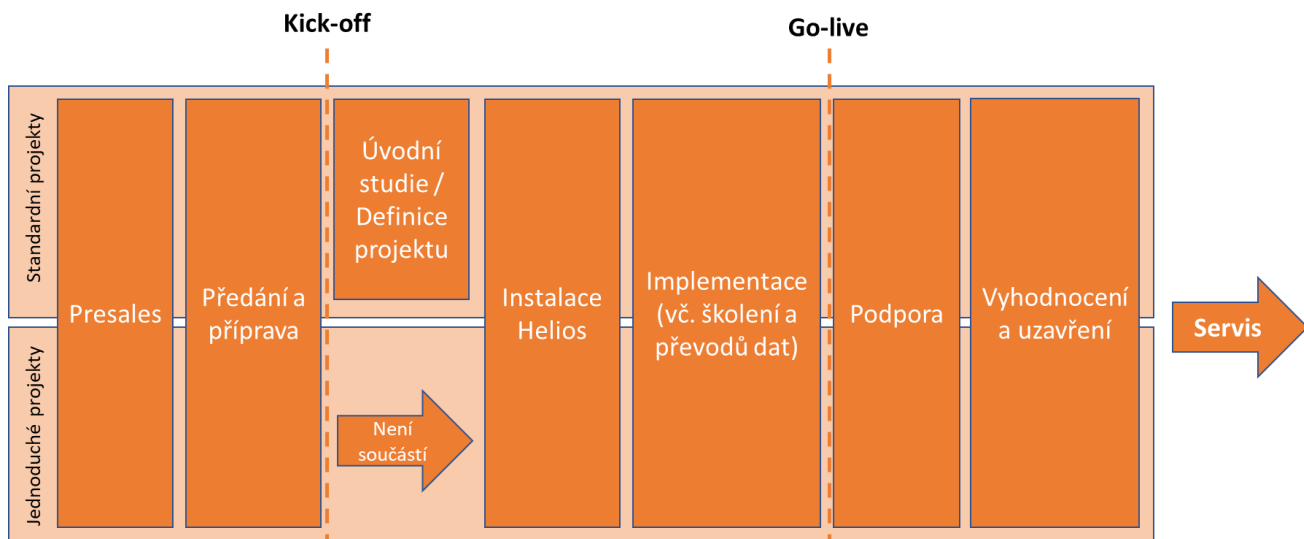 Kick-off
Go-live
Standardní projekty
Jednoduché projekty
Presales
Předání a
příprava
Úvodní
studie /
Definice
projektu
Není
součástí
Instalace
Helios
Implementace
(vč. školení a
převodů dat)
Podpora
Vyhodnocení
a uzavření
Servis